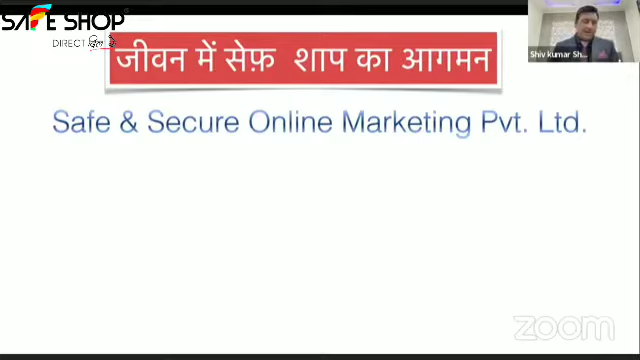 SAFE SHOP
DIRECT
जीवन में सेफ़ शाप का आगमन
Shiv kumar Sh...
Safe & Secure Online Marketing Pvt. Ltd.
zoom